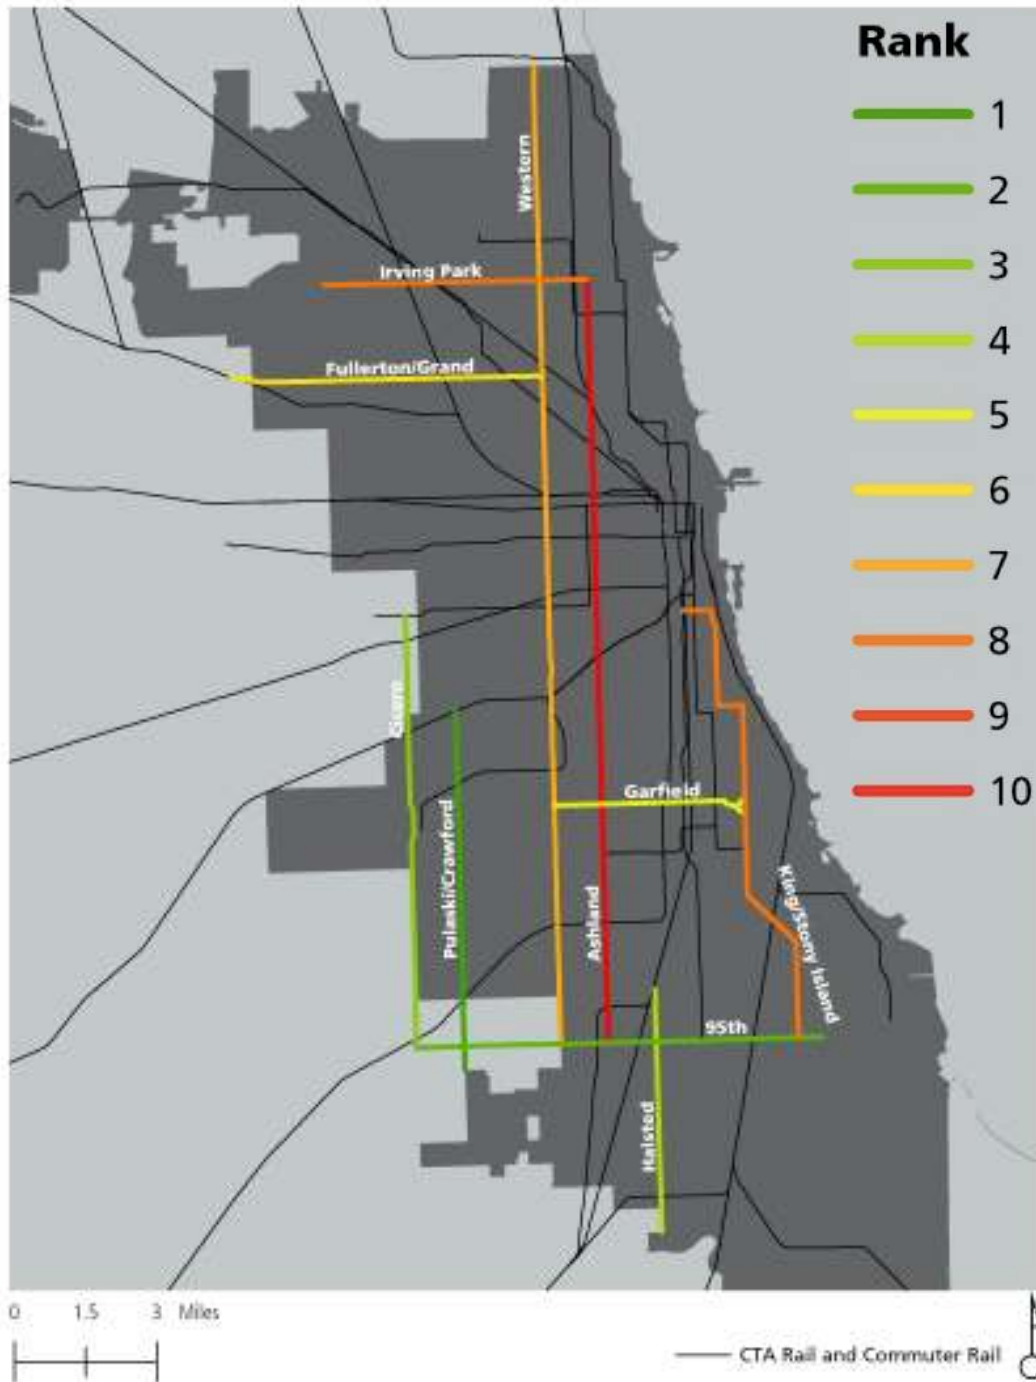 Rank
1
2
3
4
5
6
7
8
9
10
Western
Irving Park
Fullerton/Grand
Cicero
Pulaski/Crawford
Garfield
Ashland
King/Stony Island
95th
Halsted
0 1.5 3 Miles
CTA Rail and Commuter Rail